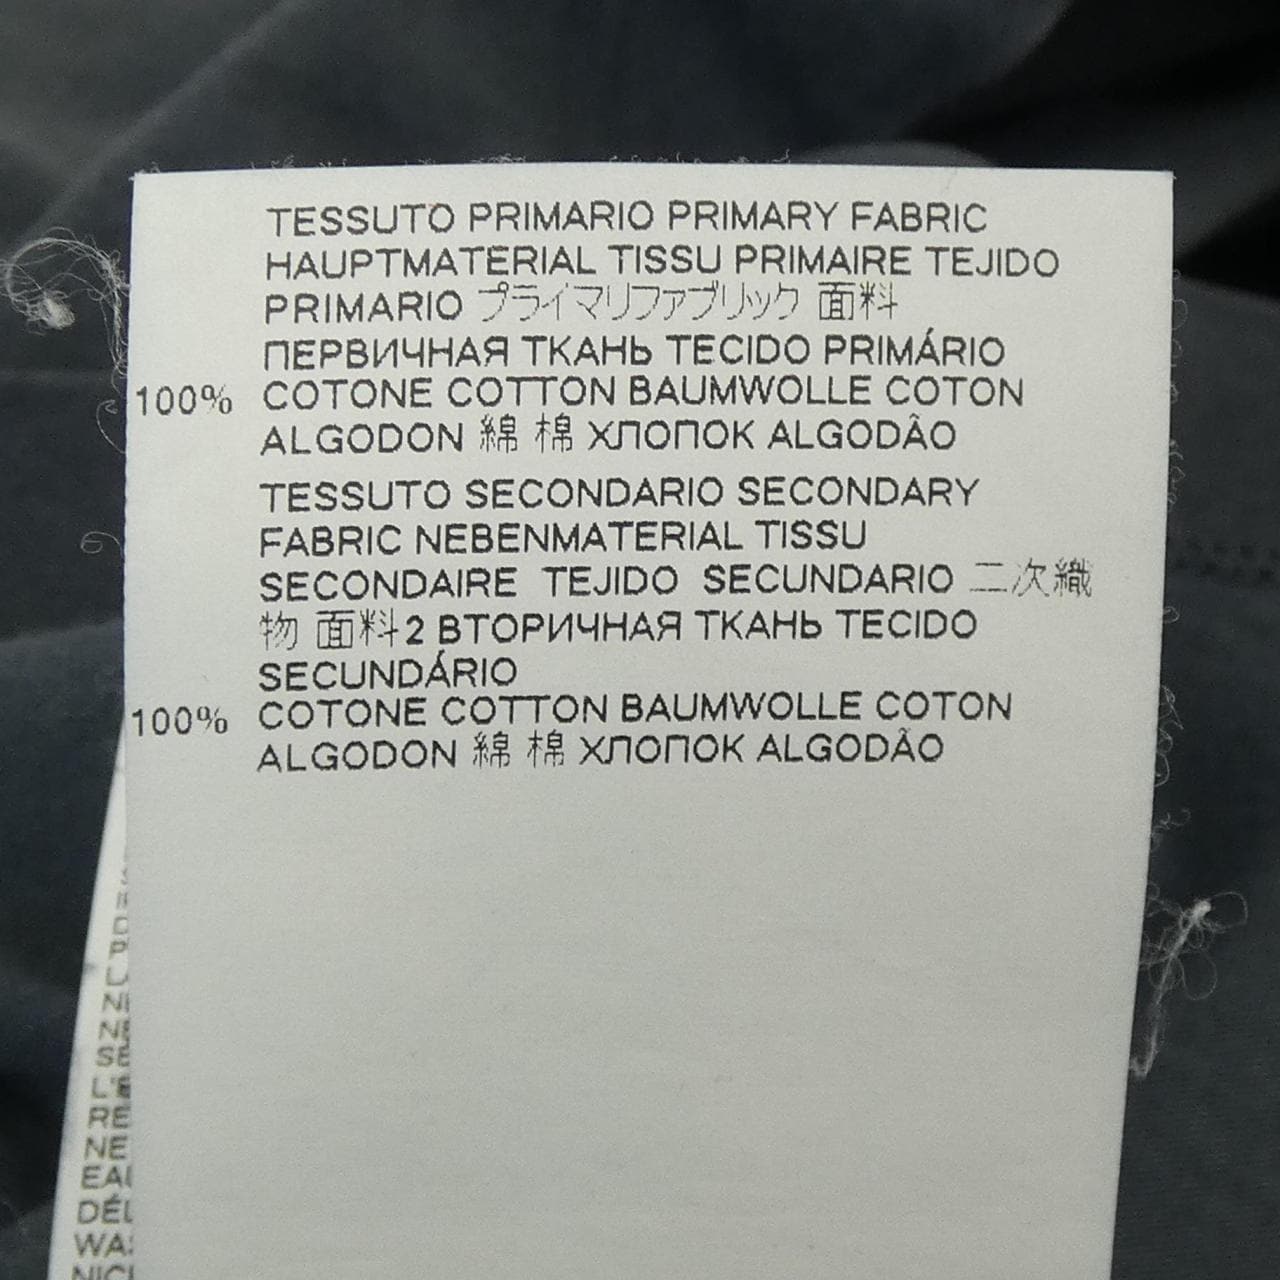 TESSUTO PRIMARIO PRIMARY FABRIC
HAUPTMATERIAL TISSU PRIMAIRE TEJIDO
PRIMARIO プライマリファブリック 面料
ПЕРВИЧНАЯ ТКАНЬ TECIDO PRIMÁRIO
100% COTONE COTTON BAUMWOLLE COTON
ALGODON 綿 棉 ХЛОПОК ALGODÃO
TESSUTO SECONDARIO SECONDARY
FABRIC NEBENMATERIAL TISSU
SECONDAIRE TEJIDO SECUNDARIO 二次織
物 面料2 ВТОРИЧНАЯ ТКАНЬ TECIDO
SECUNDÁRIO
100% COTONE COTTON BAUMWOLLE COTON
ALGODON 綿 棉 ХЛОПОК ALGODÃO